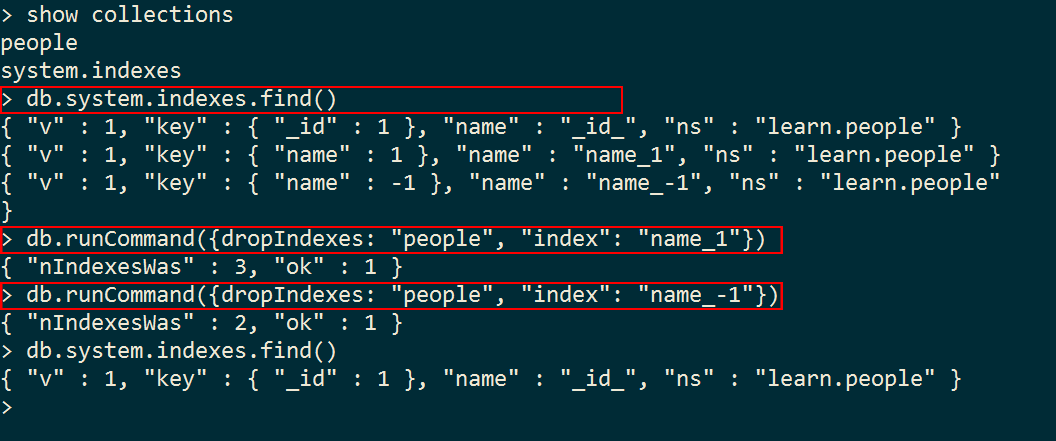 > show collections
people
system.indexes
> db.system.indexes.find()
{ "v" : 1, "key" : { "_id" : 1 }, "name" : "_id_", "ns" : "learn.people" }
{ "v" : 1, "key" : { "name" : 1 }, "name" : "name_1", "ns" : "learn.people" }
{ "v" : 1, "key" : { "name" : -1 }, "name" : "name_-1", "ns" : "learn.people"
}
> db.runCommand({dropIndexes: "people", "index": "name_1"})
{ "nIndexesWas" : 3, "ok" : 1 }
> db.runCommand({dropIndexes: "people", "index": "name_-1"})
{ "nIndexesWas" : 2, "ok" : 1 }
> db.system.indexes.find()
{ "v" : 1, "key" : { "_id" : 1 }, "name" : "_id_", "ns" : "learn.people" }
>